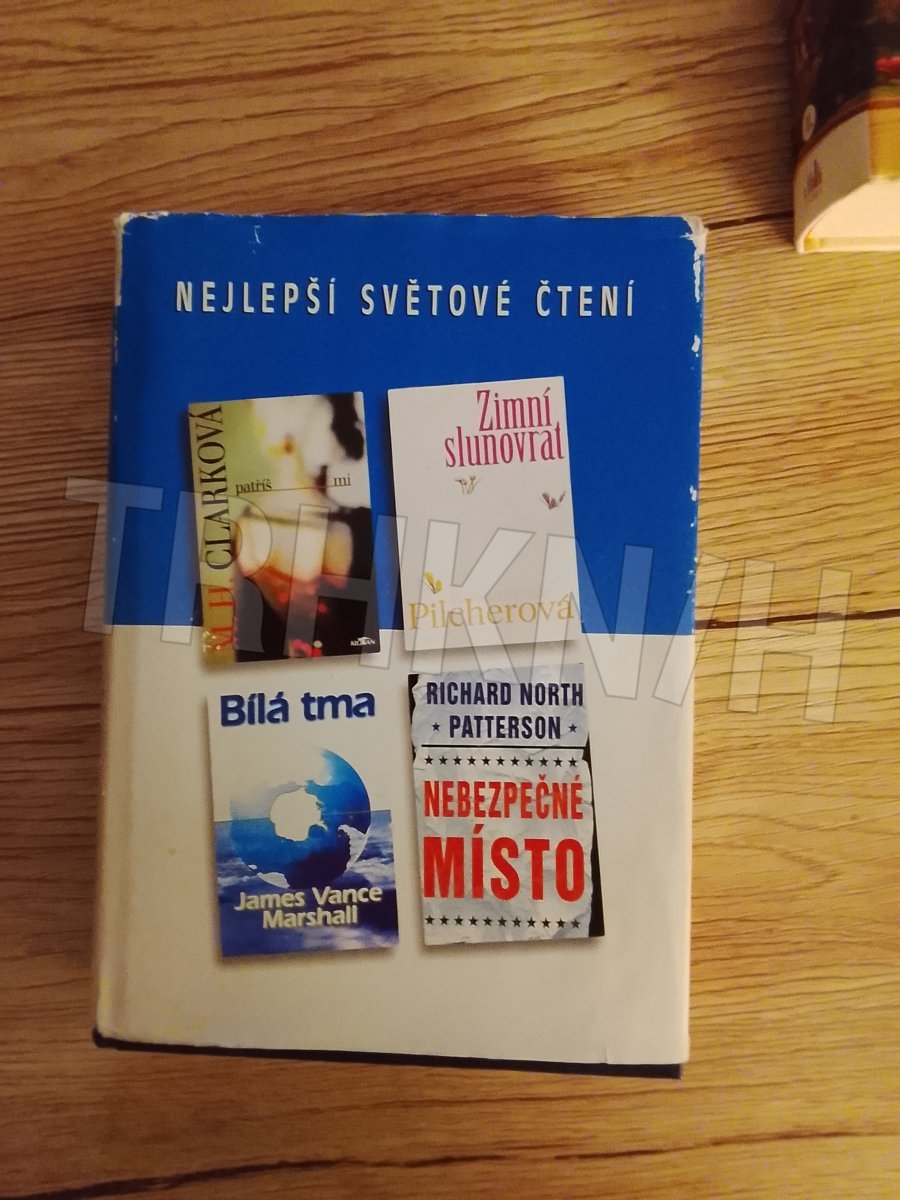 NEJLEPŠÍ SVĚTOVÉ ČTENÍ
M. H. CLARKOVÁ
patříš mi
Zimní
slunovrat
Pilcherová
Bílá tma
James Vance
Marshall
RICHARD NORTH
PATTERSON
NEBEZPEČNÉ
MÍSTO
TRHKNIH